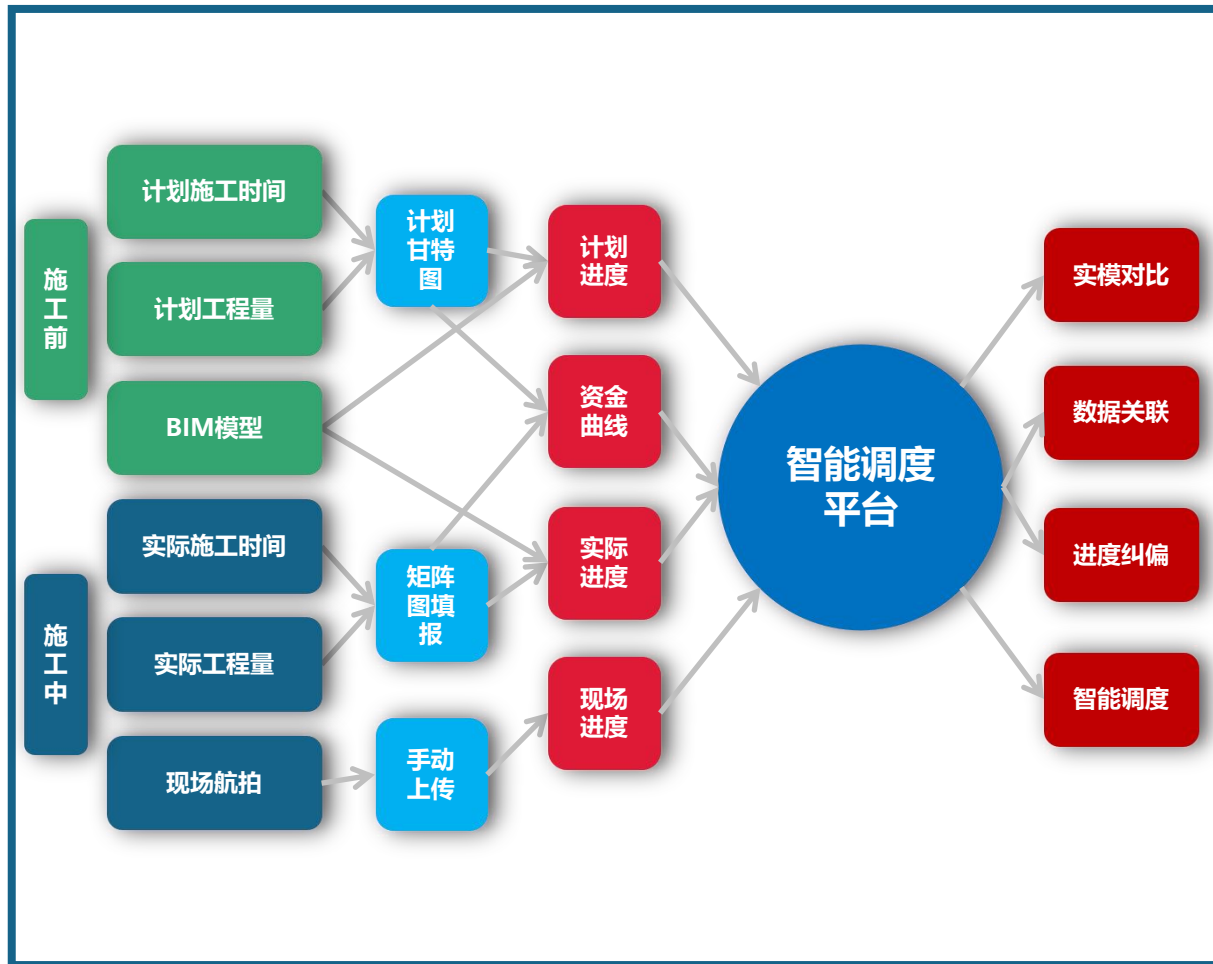 施
工
前
计划施工时间
计划工程量
BIM模型
施
工
中
实际施工时间
实际工程量
现场航拍
计划
甘特
图
矩阵
图填
报
手动
上传
计划
进度
资金
曲线
实际
进度
现场
进度
智能调度
平台
实模对比
数据关联
进度纠偏
智能调度